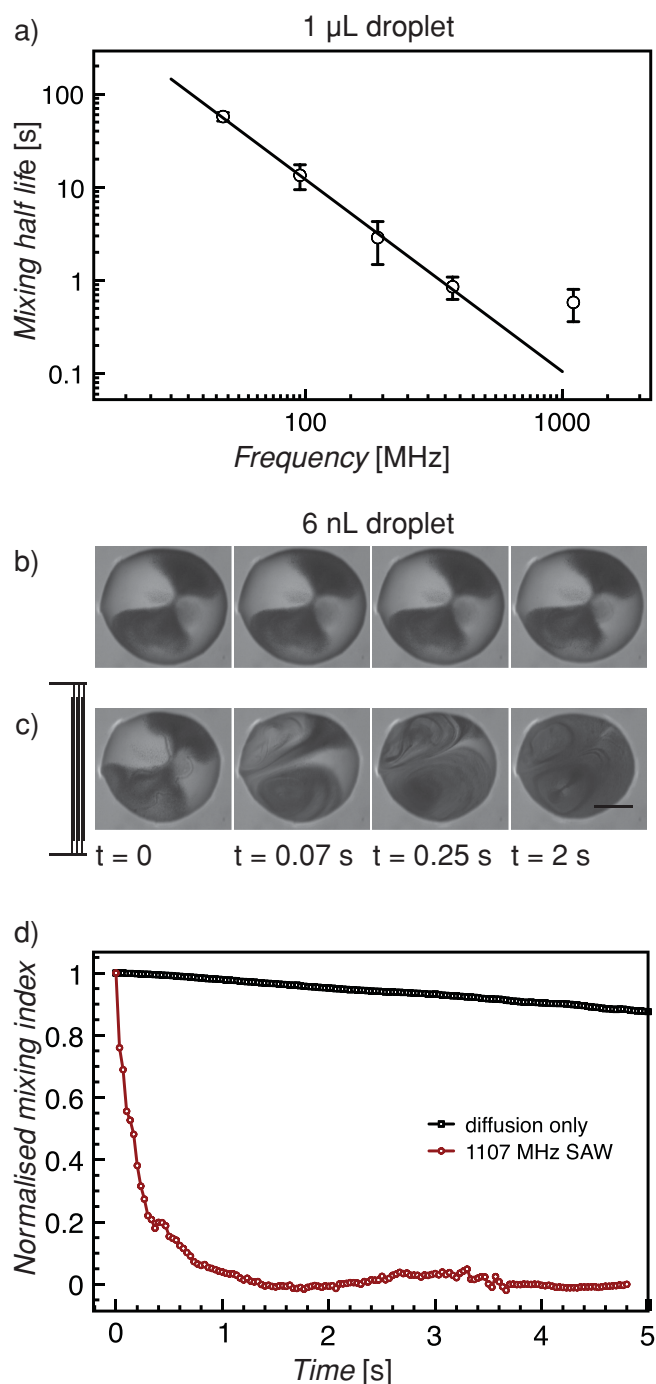 a)
1 µL droplet
Mixing half life [s]
100
10
1
0.1
100
1000
Frequency [MHz]
6 nL droplet
b)
c)
t = 0
t = 0.07 s
t = 0.25 s
t = 2 s
d)
Normalised mixing index
1
0.8
0.6
0.4
0.2
0
diffusion only
1107 MHz SAW
0
1
2
3
4
5
Time [s]